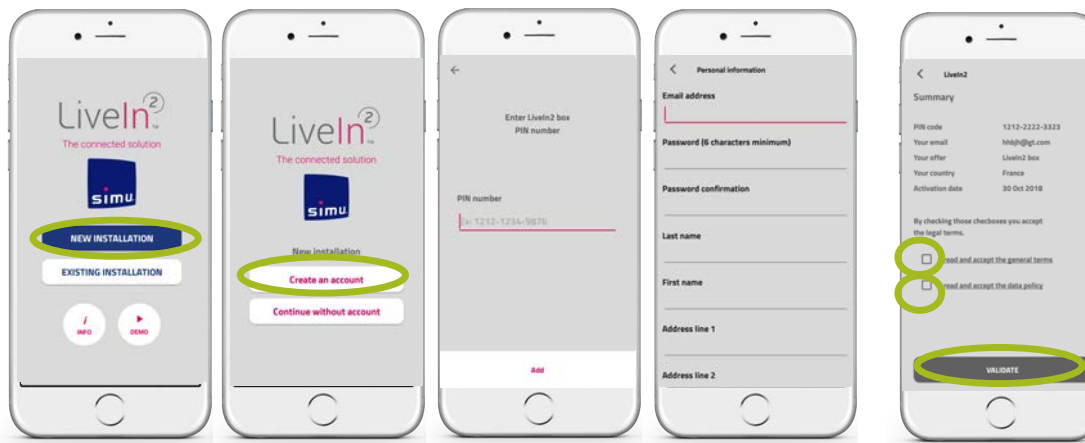 LiveIn2
TM
The connected solution
simu
NEW INSTALLATION
EXISTING INSTALLATION
i
INFO
DEMO
LiveIn2
TM
The connected solution
simu
New installation
Create an account
Continue without account
Enter LiveIn2 box
PIN number
PIN number
Ex: 1212-1234-9876
Add
Personal information
Email address
Password (6 characters minimum)
Password confirmation
Last name
First name
Address line 1
Address line 2
LiveIn2
Summary
PIN code 1212-2222-3323
Your email hhbjh@gt.com
Your offer LiveIn2 box
Your country France
Activation date 30 Oct 2018
By checking those checboxes you accept
the legal terms.
read and accept the general terms
read and accept the data policy
VALIDATE